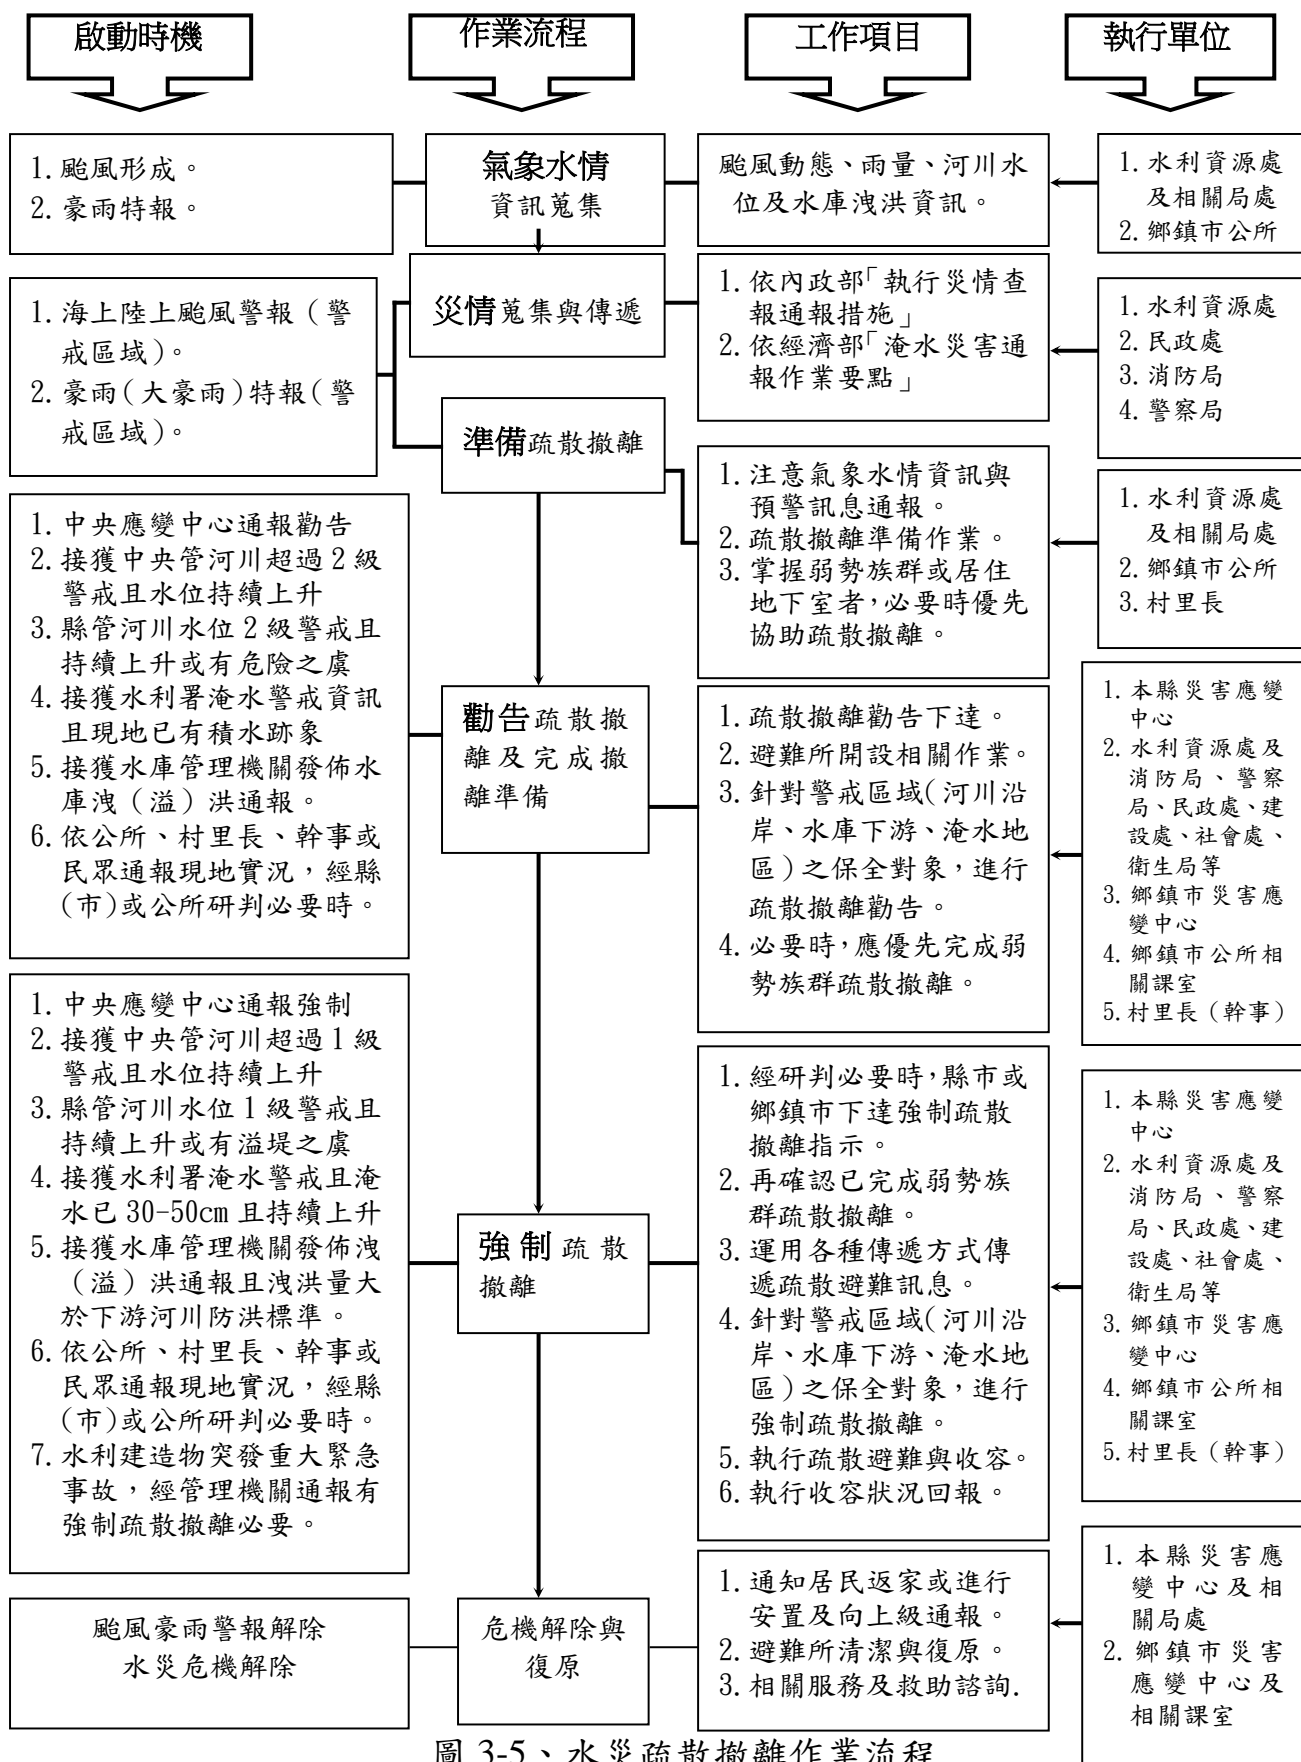 啟動時機
作業流程
工作項目
執行單位
1. 颱風形成。
2. 豪雨特報。
氣象水情
資訊蒐集
颱風動態、雨量、河川水
位及水庫洩洪資訊。
1. 水利資源處
及相關局處
2. 鄉鎮市公所
1. 海上陸上颱風警報（警
戒區域）。
2. 豪雨(大豪雨)特報(警
戒區域)。
災情蒐集與傳遞
1. 依內政部「執行災情查
報通報措施」
2. 依經濟部「淹水災害通
報作業要點」
1. 水利資源處
2. 民政處
3. 消防局
4. 警察局
準備疏散撤離
1. 注意氣象水情資訊與
預警訊息通報。
2. 疏散撤離準備作業。
3. 掌握弱勢族群或居住
地下室者,必要時優先
協助疏散撤離。
1. 水利資源處
及相關局處
2. 鄉鎮市公所
3. 村里長
1. 中央應變中心通報勸告
2. 接獲中央管河川超過 2 級
警戒且水位持續上升
3. 縣管河川水位 2 級警戒且
持續上升或有危險之虞
4. 接獲水利署淹水警戒資訊
且現地已有積水跡象
5. 接獲水庫管理機關發佈水
庫洩（溢）洪通報。
6. 依公所、村里長、幹事或
民眾通報現地實況，經縣
(市)或公所研判必要時。
勸告疏散撤
離及完成撤
離準備
1. 疏散撤離勸告下達。
2. 避難所開設相關作業。
3. 針對警戒區域(河川沿
岸、水庫下游、淹水地
區)之保全對象，進行
疏散撤離勸告。
4. 必要時,應優先完成弱
勢族群疏散撤離。
1. 本縣災害應變
中心
2. 水利資源處及
消防局、警察
局、民政處、建
設處、社會處、
衛生局等
3. 鄉鎮市災害應
變中心
4. 鄉鎮市公所相
關課室
5. 村里長（幹事）
1. 中央應變中心通報強制
2. 接獲中央管河川超過 1 級
警戒且水位持續上升
3. 縣管河川水位 1 級警戒且
持續上升或有溢堤之虞
4. 接獲水利署淹水警戒且淹
水已 30-50cm 且持續上升
5. 接獲水庫管理機關發佈洩
（溢）洪通報且洩洪量大
於下游河川防洪標準。
6. 依公所、村里長、幹事或
民眾通報現地實況，經縣
(市)或公所研判必要時。
7. 水利建造物突發重大緊急
事故，經管理機關通報有
強制疏散撤離必要。
強制疏散
撤離
1. 經研判必要時,縣市或
鄉鎮市下達強制疏散
撤離指示。
2. 再確認已完成弱勢族
群疏散撤離。
3. 運用各種傳遞方式傳
遞疏散避難訊息。
4. 針對警戒區域(河川沿
岸、水庫下游、淹水地
區)之保全對象，進行
強制疏散撤離。
5. 執行疏散避難與收容。
6. 執行收容狀況回報。
1. 本縣災害應變
中心
2. 水利資源處及
消防局、警察
局、民政處、建
設處、社會處、
衛生局等
3. 鄉鎮市災害應
變中心
4. 鄉鎮市公所相
關課室
5. 村里長（幹事）
颱風豪雨警報解除
水災危機解除
危機解除與
復原
1. 通知居民返家或進行
安置及向上級通報。
2. 避難所清潔與復原。
3. 相關服務及救助諮詢.
1. 本縣災害應
變中心及相
關局處
2. 鄉鎮市災害
應變中心及
相關課室
圖 3-5、水災疏散撤離作業流程